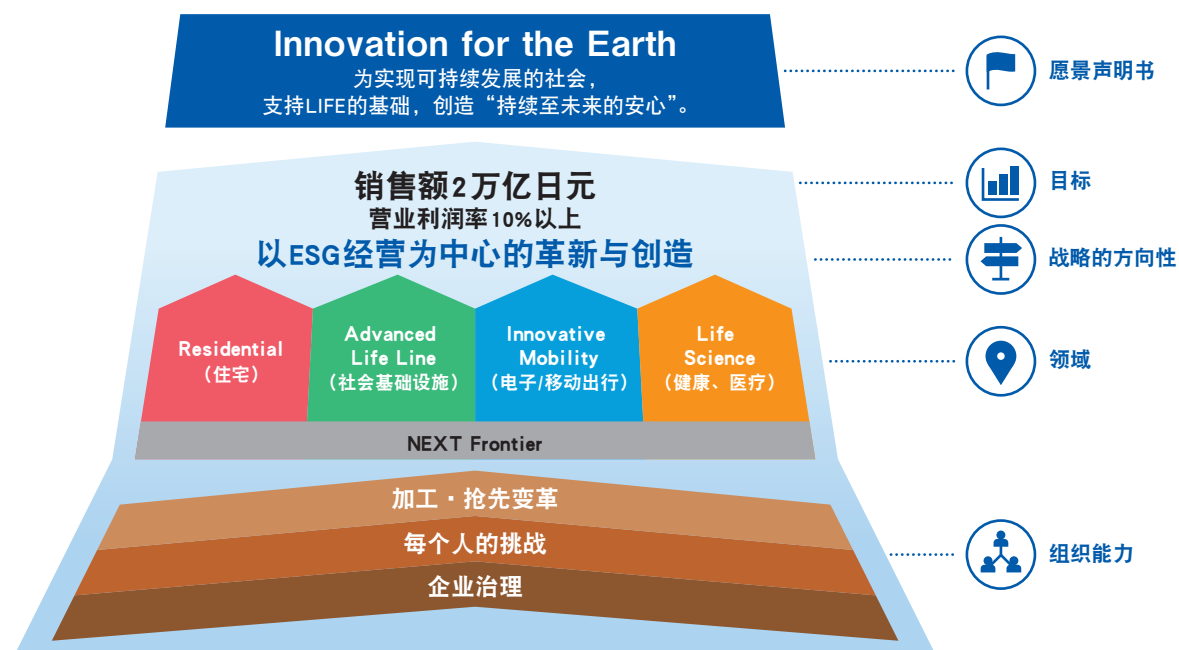 Innovation for the Earth
为实现可持续发展的社会，
支持LIFE的基础，创造“持续至未来的安心”。
愿景声明书
销售额2万亿日元
营业利润率10%以上
目标
以ESG经营为中心的革新与创造
战略的方向性
Residential
（住宅）
Advanced
Life Line
（社会基础设施）
Innovative
Mobility
（电子/移动出行）
Life
Science
（健康、医疗）
领域
NEXT Frontier
加工・抢先变革
每个人的挑战
企业治理
组织能力